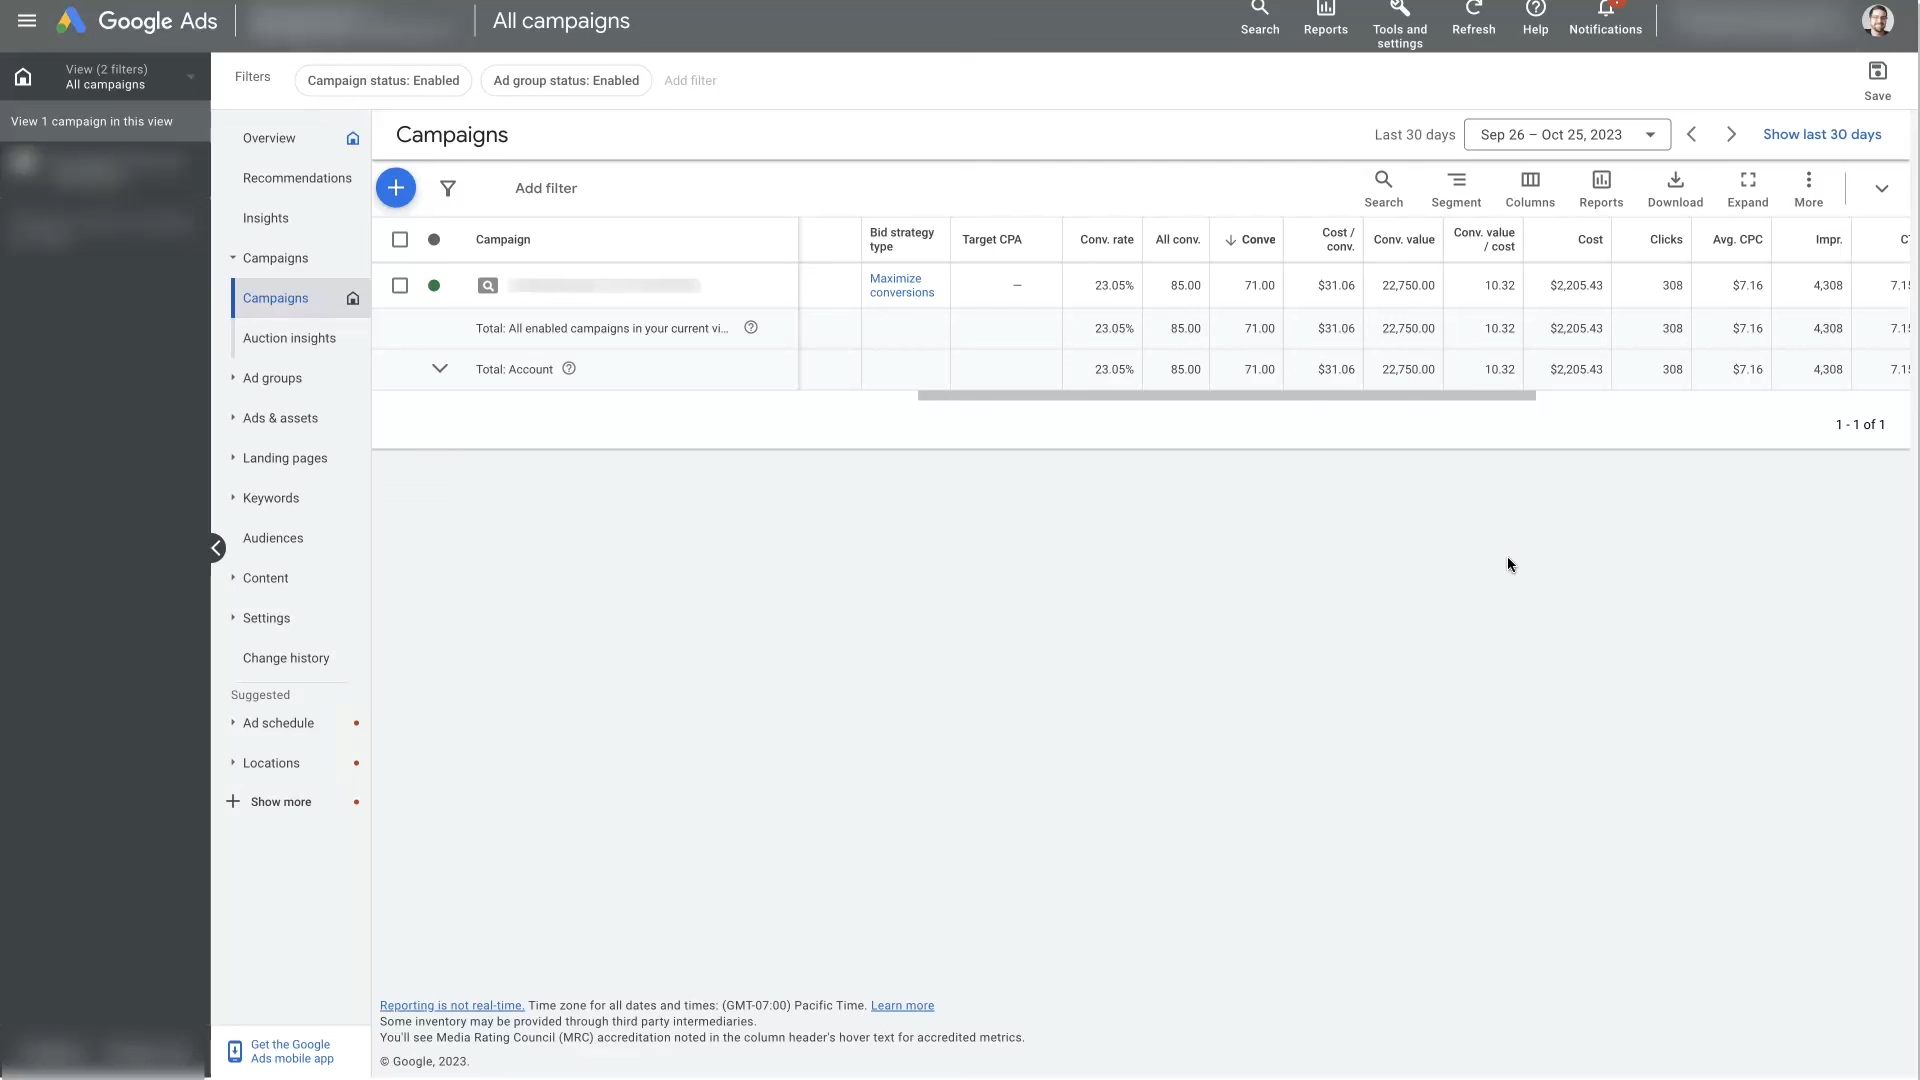 Google Ads
All campaigns
Search
Reports
Tools and
settings
Refresh
Help
Notifications
View (2 filters)
All campaigns
Filters
Campaign status: Enabled
Ad group status: Enabled
Add filter
Save
View 1 campaign in this view
Overview
Recommendations
Insights
Campaigns
Campaigns
Auction insights
Ad groups
Ads & assets
Landing pages
Keywords
Audiences
Content
Settings
Change history
Suggested
Ad schedule
Locations
Show more
Get the Google
Ads mobile app
Campaigns
Last 30 days
Sep 26 – Oct 25, 2023
Show last 30 days
Add filter
Search
Segment
Columns
Reports
Download
Expand
More
Campaign
Bid strategy
type
Target CPA
Conv. rate
All conv.
Conve
Cost /
conv.
Conv. value
Conv. value
/ cost
Cost
Clicks
Avg. CPC
Impr.
Maximize
conversions
– 23.05% 85.00 71.00 $31.06 22,750.00 10.32 $2,205.43 308 $7.16 4,308
Total: All enabled campaigns in your current vi... 23.05% 85.00 71.00 $31.06 22,750.00 10.32 $2,205.43 308 $7.16 4,308
Total: Account 23.05% 85.00 71.00 $31.06 22,750.00 10.32 $2,205.43 308 $7.16 4,308
1 - 1 of 1
Reporting is not real-time. Time zone for all dates and times: (GMT-07:00) Pacific Time. Learn more
Some inventory may be provided through third party intermediaries.
You'll see Media Rating Council (MRC) accreditation noted in the column header's hover text for accredited metrics.
© Google, 2023.